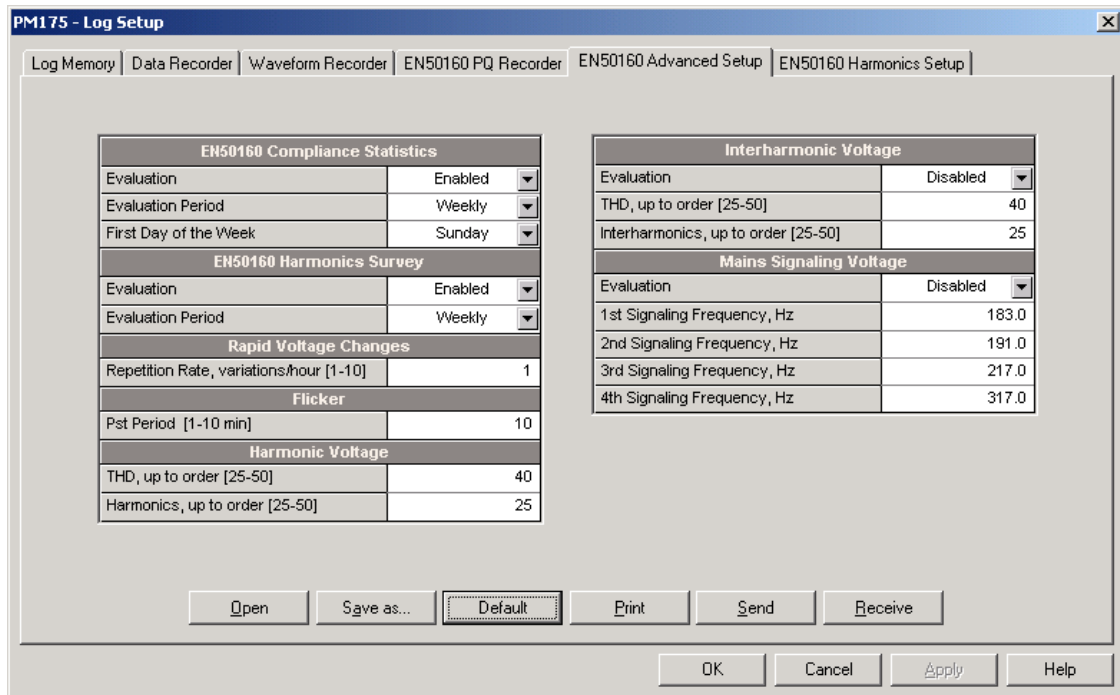 PM175 - Log Setup
Log Memory Data Recorder Waveform Recorder EN50160 PQ Recorder EN50160 Advanced Setup EN50160 Harmonics Setup
EN50160 Compliance Statistics
Evaluation Enabled
Evaluation Period Weekly
First Day of the Week Sunday
EN50160 Harmonics Survey
Evaluation Enabled
Evaluation Period Weekly
Rapid Voltage Changes
Repetition Rate, variations/hour [1-10] 1
Flicker
Pst Period [1-10 min] 10
Harmonic Voltage
THD, up to order [25-50] 40
Harmonics, up to order [25-50] 25
Interharmonic Voltage
Evaluation Disabled
THD, up to order [25-50] 40
Interharmonics, up to order [25-50] 25
Mains Signaling Voltage
Evaluation Disabled
1st Signaling Frequency, Hz 183.0
2nd Signaling Frequency, Hz 191.0
3rd Signaling Frequency, Hz 217.0
4th Signaling Frequency, Hz 317.0
Open Save as... Default Print Send Receive
OK Cancel Apply Help